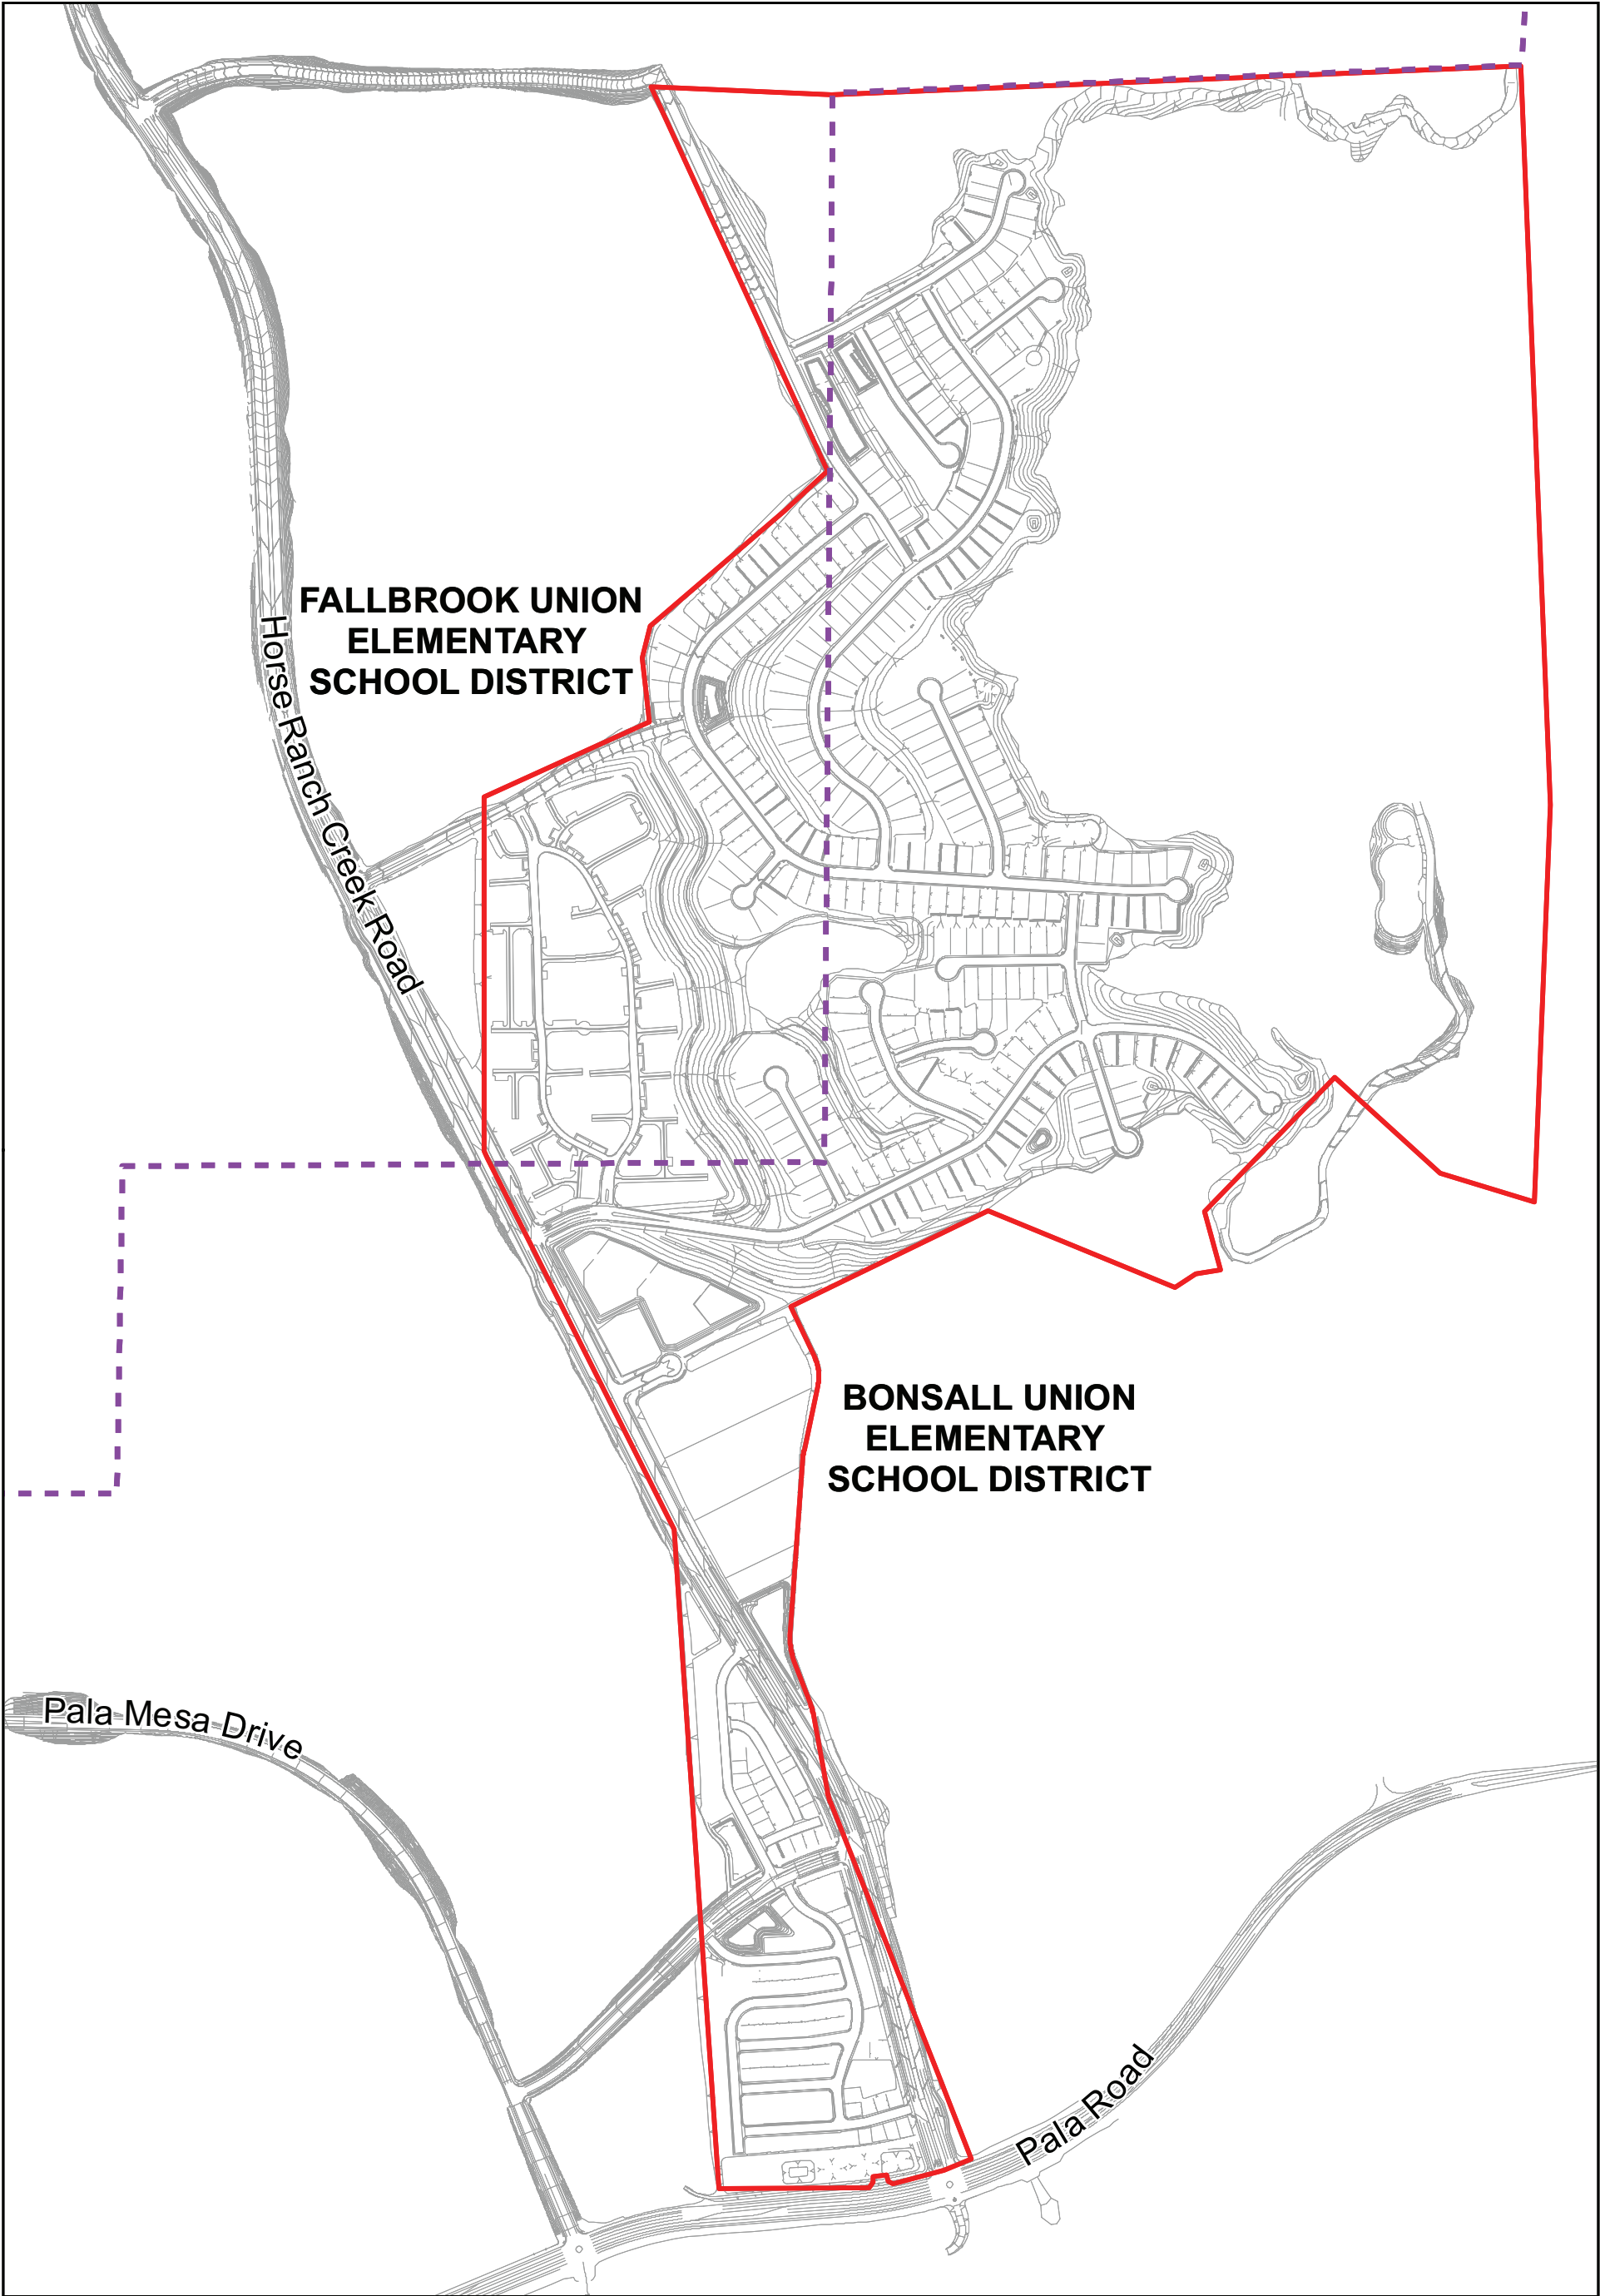 FALLBROOK UNION
ELEMENTARY
SCHOOL DISTRICT
Horse Ranch Creek Road
BONSALL UNION
ELEMENTARY
SCHOOL DISTRICT
Pala Mesa Drive
Pala Road